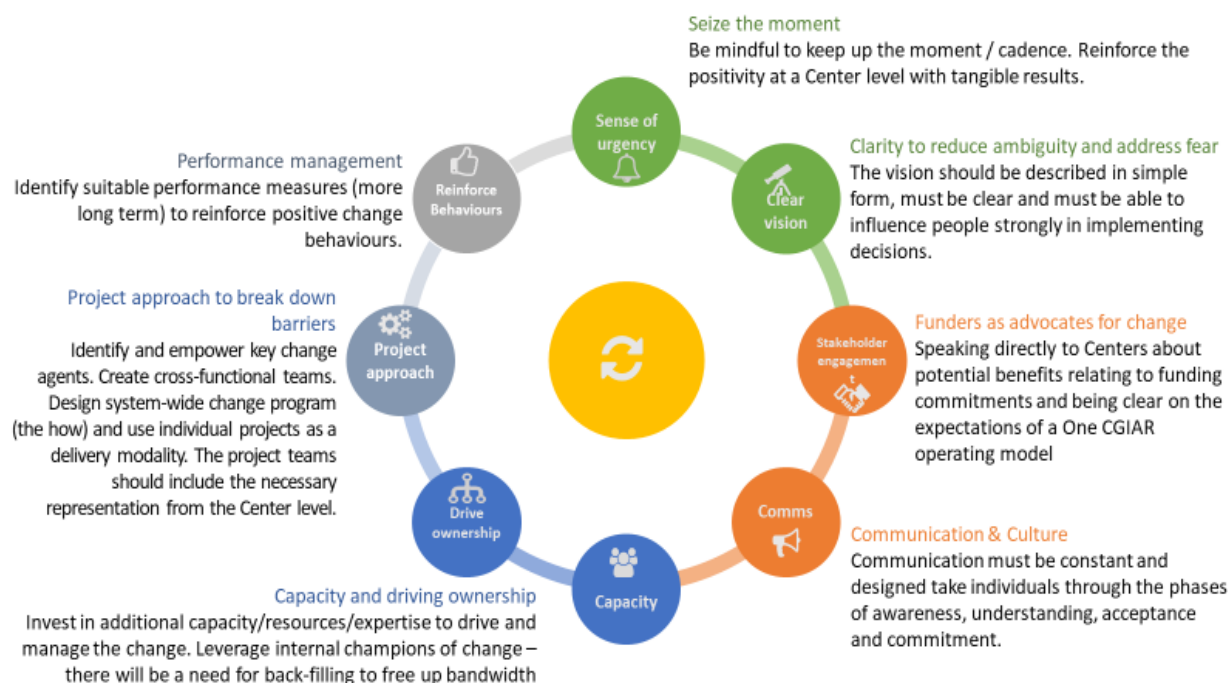 Seize the moment
Be mindful to keep up the moment / cadence. Reinforce the
positivity at a Center level with tangible results.
Sense of
urgency
Clarity to reduce ambiguity and address fear
The vision should be described in simple
form, must be clear and must be able to
influence people strongly in implementing
decisions.
Clear
vision
Funders as advocates for change
Speaking directly to Centers about
potential benefits relating to funding
commitments and being clear on the
expectations of a One CGIAR
operating model
Stakeholder
engagemen
t
Communication & Culture
Communication must be constant and
designed take individuals through the phases
of awareness, understanding, acceptance
and commitment.
Comms
Capacity
Capacity and driving ownership
Invest in additional capacity/resources/expertise to drive and
manage the change. Leverage internal champions of change –
there will be a need for back-filling to free up bandwidth
Drive
ownership
Project approach to break down
barriers
Identify and empower key change
agents. Create cross-functional teams.
Design system-wide change program
(the how) and use individual projects as a
delivery modality. The project teams
should include the necessary
representation from the Center level.
Project
approach
Performance management
Identify suitable performance measures (more
long term) to reinforce positive change
behaviours.
Reinforce
Behaviours